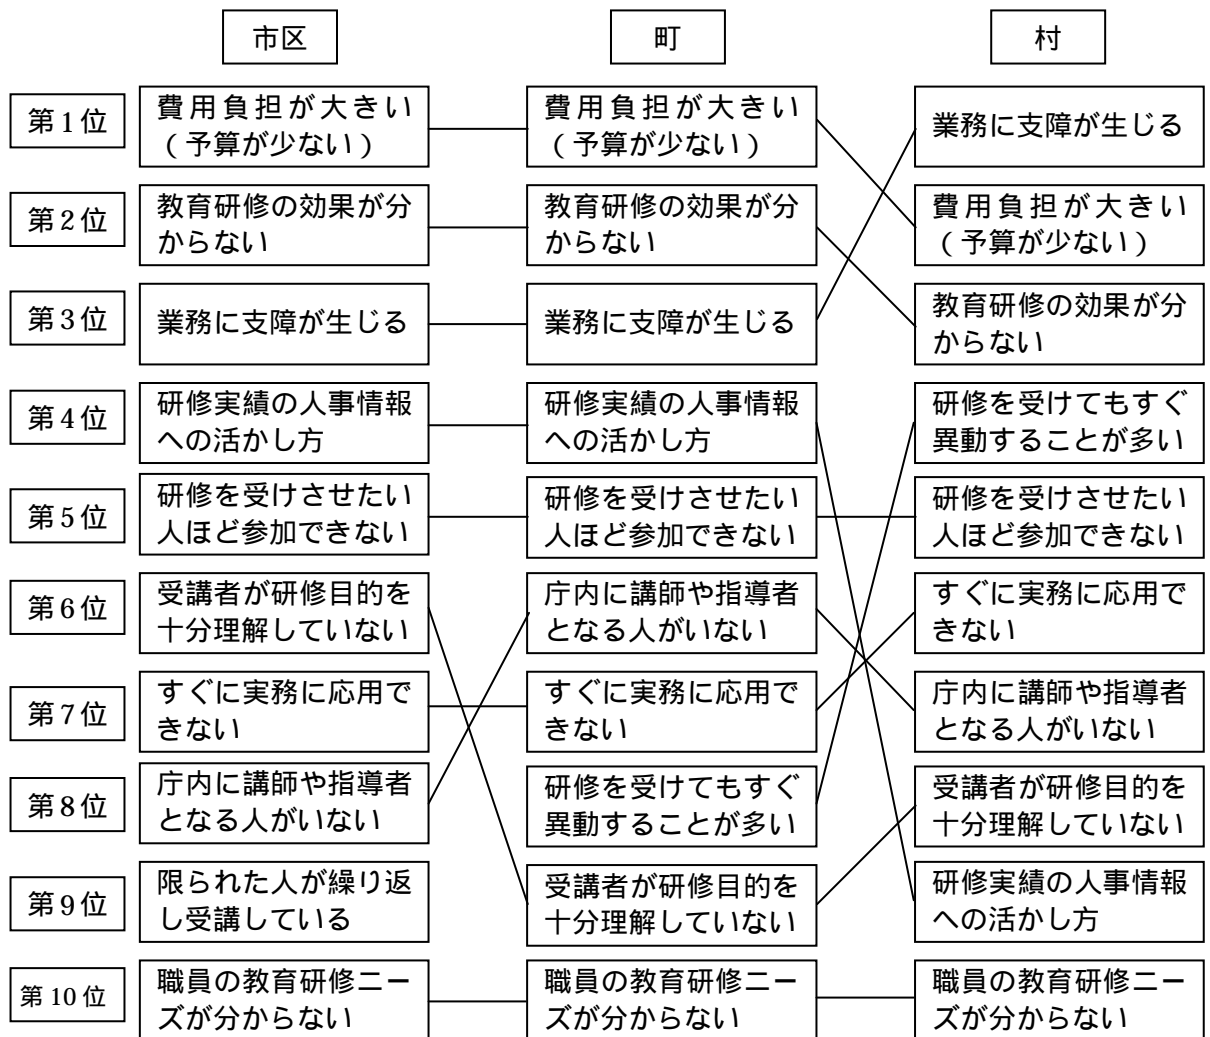 市区
町
村
第1位
費用負担が大きい
（予算が少ない）
費用負担が大きい
（予算が少ない）
業務に支障が生じる
第2位
教育研修の効果が分
からない
教育研修の効果が分
からない
費用負担が大きい
（予算が少ない）
第3位
業務に支障が生じる
業務に支障が生じる
教育研修の効果が分
からない
第4位
研修実績の人事情報
への活かし方
研修実績の人事情報
への活かし方
研修を受けてもすぐ
異動することが多い
第5位
研修を受けさせたい
人ほど参加できない
研修を受けさせたい
人ほど参加できない
研修を受けさせたい
人ほど参加できない
第6位
受講者が研修目的を
十分理解していない
庁内に講師や指導者
となる人がいない
すぐに実務に応用で
きない
第7位
すぐに実務に応用で
きない
すぐに実務に応用で
きない
庁内に講師や指導者
となる人がいない
第8位
庁内に講師や指導者
となる人がいない
研修を受けてもすぐ
異動することが多い
受講者が研修目的を
十分理解していない
第9位
限られた人が繰り返
し受講している
受講者が研修目的を
十分理解していない
研修実績の人事情報
への活かし方
第10位
職員の教育研修ニー
ズが分からない
職員の教育研修ニー
ズが分からない
職員の教育研修ニー
ズが分からない